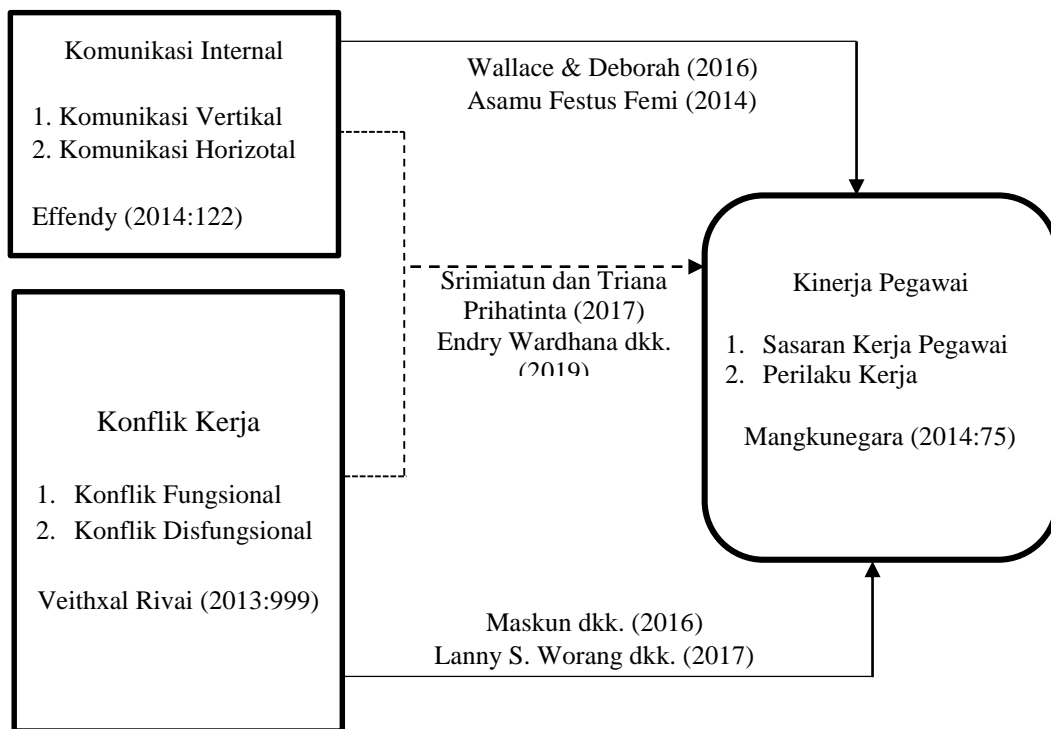 Komunikasi Internal
1. Komunikasi Vertikal
2. Komunikasi Horizotal
Effendy (2014:122)
Wallace & Deborah (2016)
Asamu Festus Femi (2014)
Srimiatun dan Triana
Prihatinta (2017)
Endry Wardhana dkk.
(2019)
Kinerja Pegawai
1. Sasaran Kerja Pegawai
2. Perilaku Kerja
Mangkunegara (2014:75)
Konflik Kerja
1. Konflik Fungsional
2. Konflik Disfungsional
Veithxal Rivai (2013:999)
Maskun dkk. (2016)
Lanny S. Worang dkk. (2017)